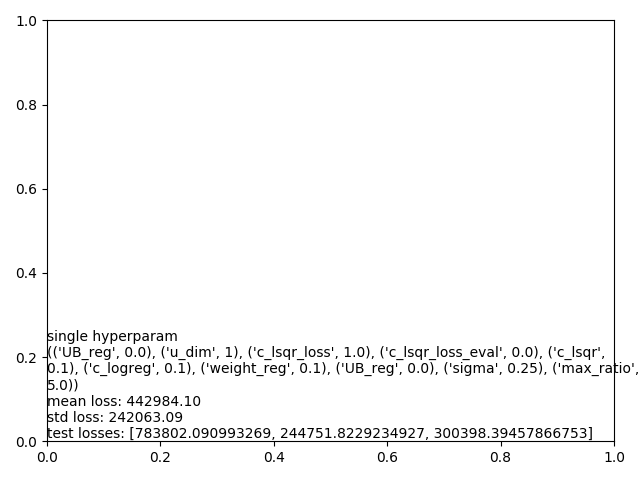 1.0
0.8
0.6
0.4
0.2
0.0
single hyperparam
(('UB_reg', 0.0), ('u_dim', 1), ('c_lsqr_loss', 1.0), ('c_lsqr_loss_eval', 0.0), ('c_lsqr',
0.1), ('c_logreg', 0.1), ('weight_reg', 0.1), ('UB_reg', 0.0), ('sigma', 0.25), ('max_ratio',
5.0))
mean loss: 442984.10
std loss: 242063.09
test losses: [783802.090993269, 244751.8229234927, 300398.39457866753]
0.0 0.2 0.4 0.6 0.8 1.0